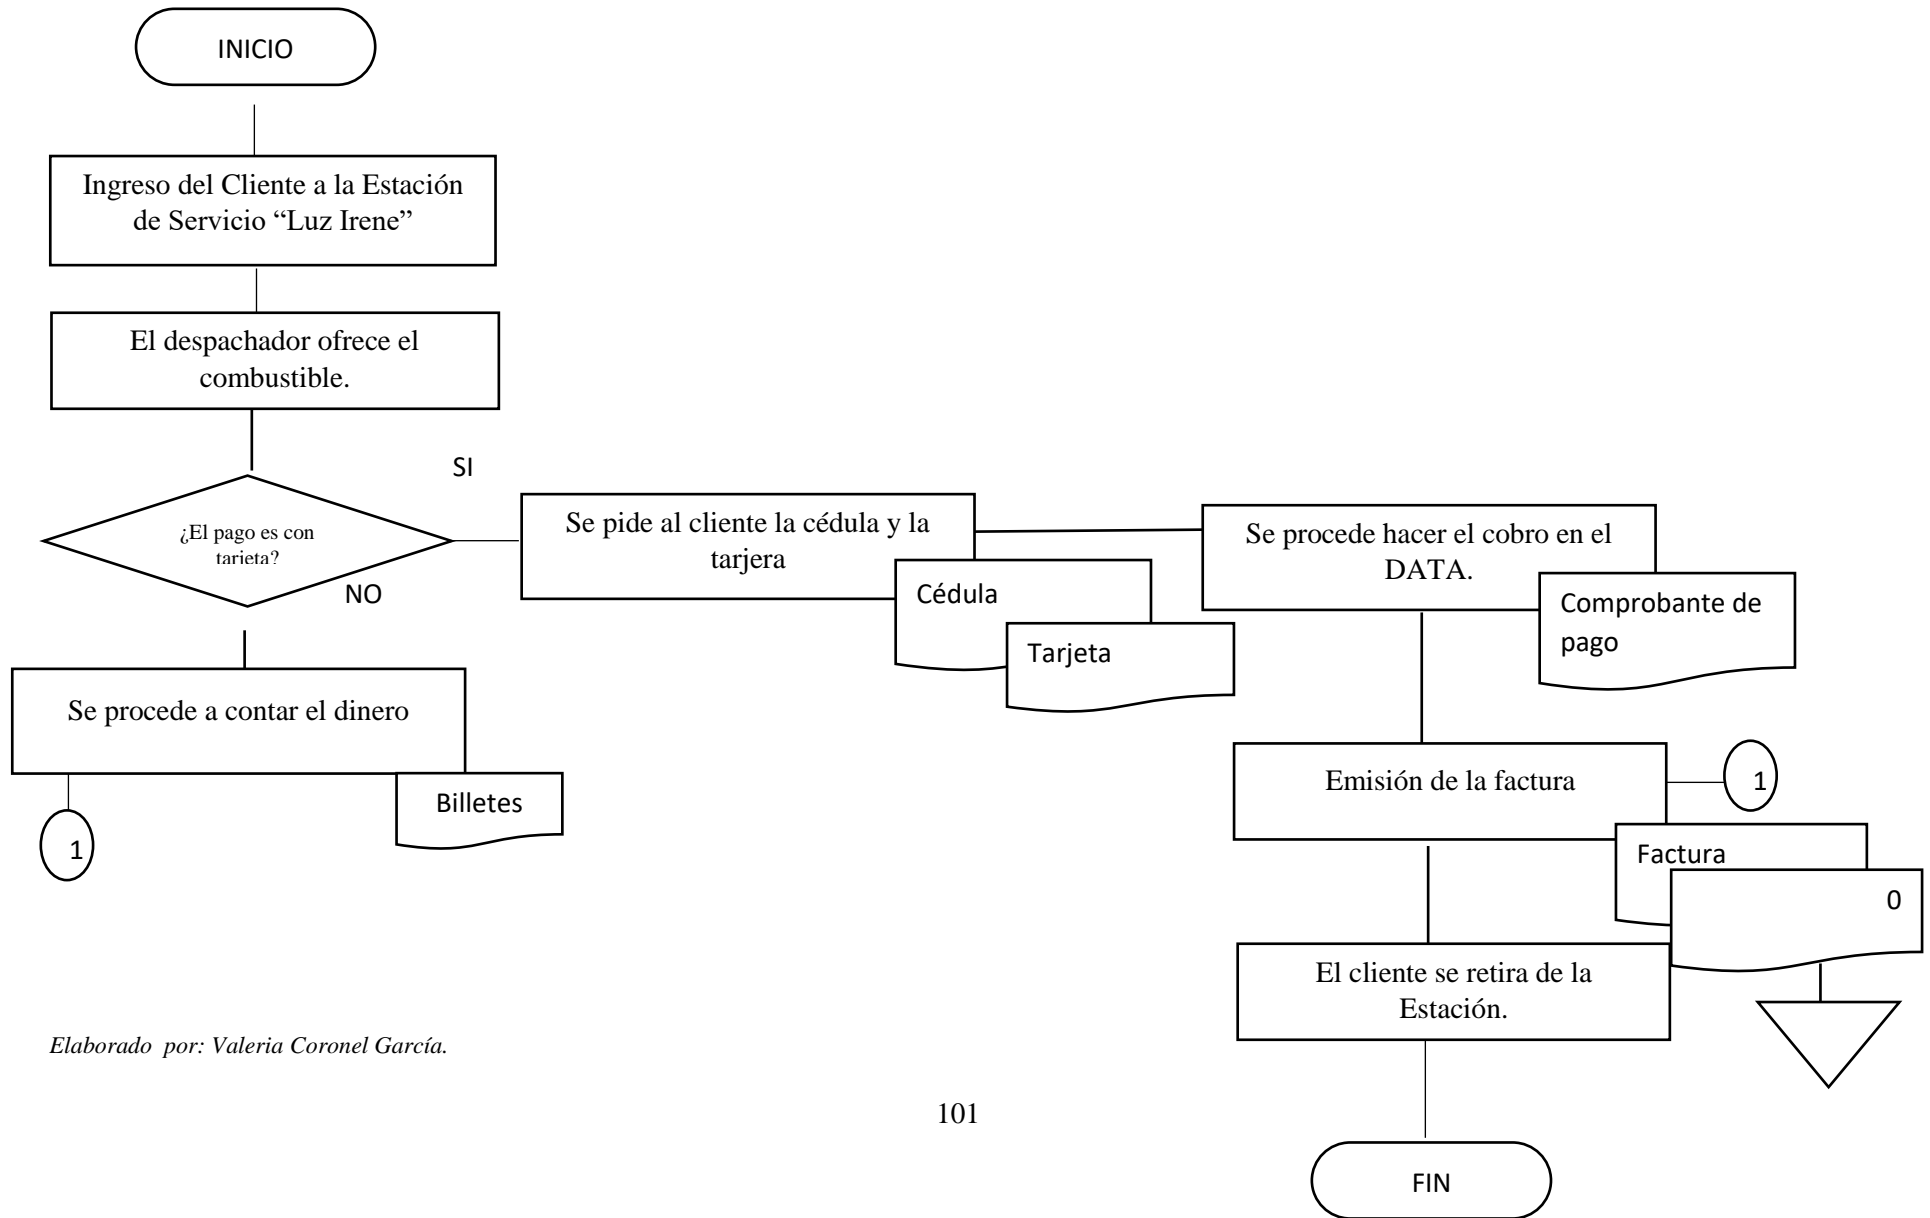 INICIO
Ingreso del Cliente a la Estación
de Servicio “Luz Irene”
El despachador ofrece el
combustible.
SI
¿El pago es con
tarjeta?
NO
Se pide al cliente la cédula y la
tarjera
Cédula
Tarjeta
Se procede hacer el cobro en el
DATA.
Comprobante de
pago
Se procede a contar el dinero
Billetes
1
Emisión de la factura
1
Factura
0
El cliente se retira de la
Estación.
Elaborado por: Valeria Coronel García.
101
FIN